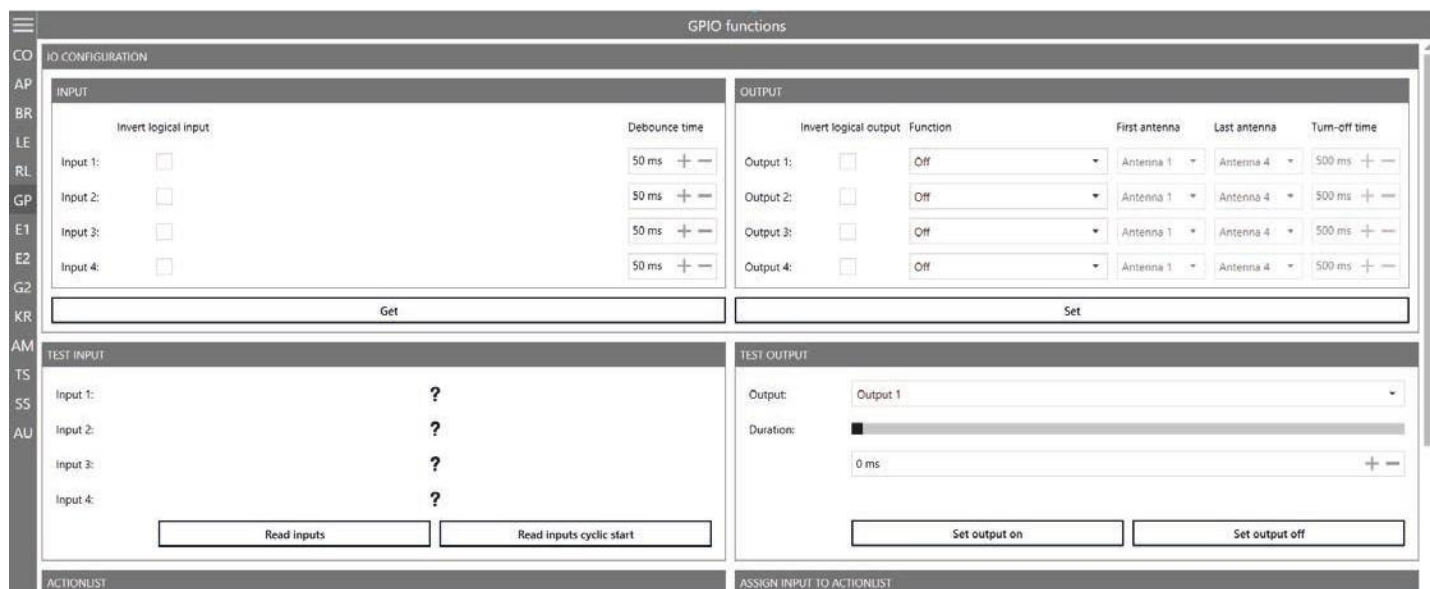 GPIO functions
CO
AP
BR
LE
RL
GP
E1
E2
G2
KR
AM
TS
SS
AU
IO CONFIGURATION
INPUT
Invert logical input Debounce time
Input 1: 50 ms + −
Input 2: 50 ms + −
Input 3: 50 ms + −
Input 4: 50 ms + −
Get
OUTPUT
Invert logical output Function First antenna Last antenna Turn-off time
Output 1: Off Antenna 1 Antenna 4 500 ms + −
Output 2: Off Antenna 1 Antenna 4 500 ms + −
Output 3: Off Antenna 1 Antenna 4 500 ms + −
Output 4: Off Antenna 1 Antenna 4 500 ms + −
Set
TEST INPUT
Input 1: ?
Input 2: ?
Input 3: ?
Input 4: ?
Read inputs Read inputs cyclic start
TEST OUTPUT
Output: Output 1
Duration:
0 ms + −
Set output on Set output off
ACTIONLIST
ASSIGN INPUT TO ACTIONLIST